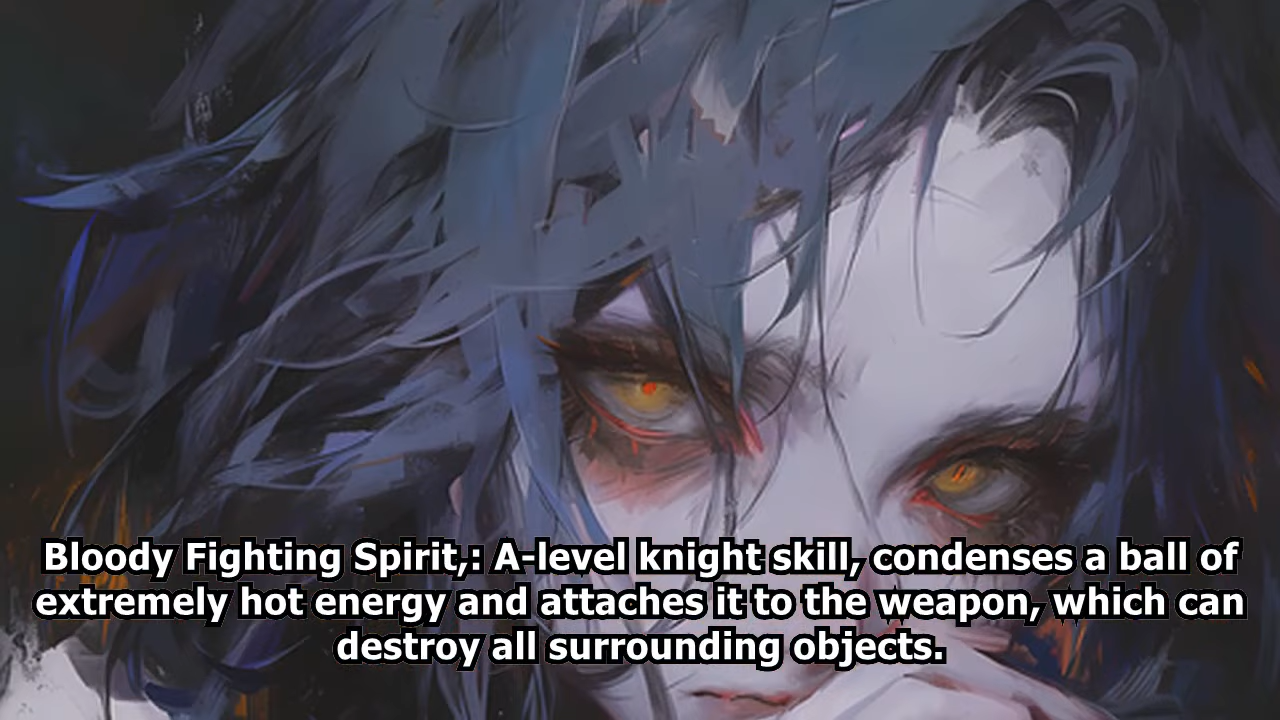 Bloody Fighting Spirit,: A-level knight skill, condenses a ball of
extremely hot energy and attaches it to the weapon, which can
destroy all surrounding objects.